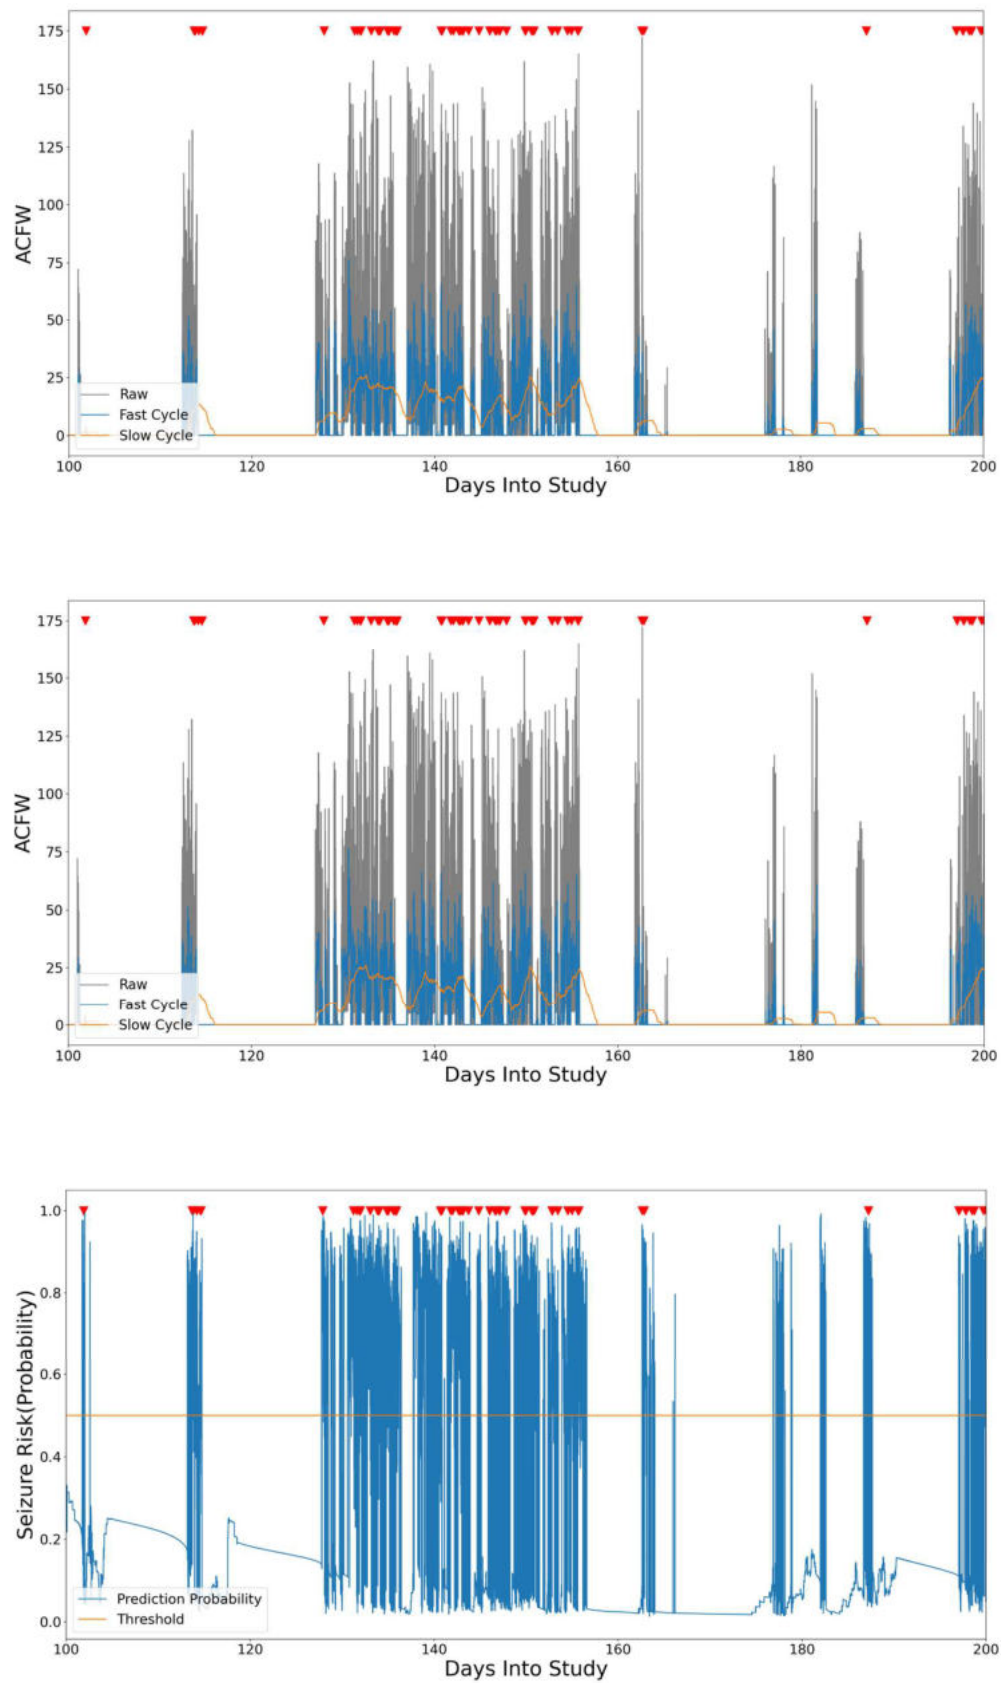 175
150
125
100
75
50
25
0
ACFW
Raw
Fast Cycle
Slow Cycle
100 120 140 160 180 200
Days Into Study
175
150
125
100
75
50
25
0
ACFW
Raw
Fast Cycle
Slow Cycle
100 120 140 160 180 200
Days Into Study
1.0
0.8
0.6
0.4
0.2
0.0
Seizure Risk(Probability)
Prediction Probability
Threshold
100 120 140 160 180 200
Days Into Study